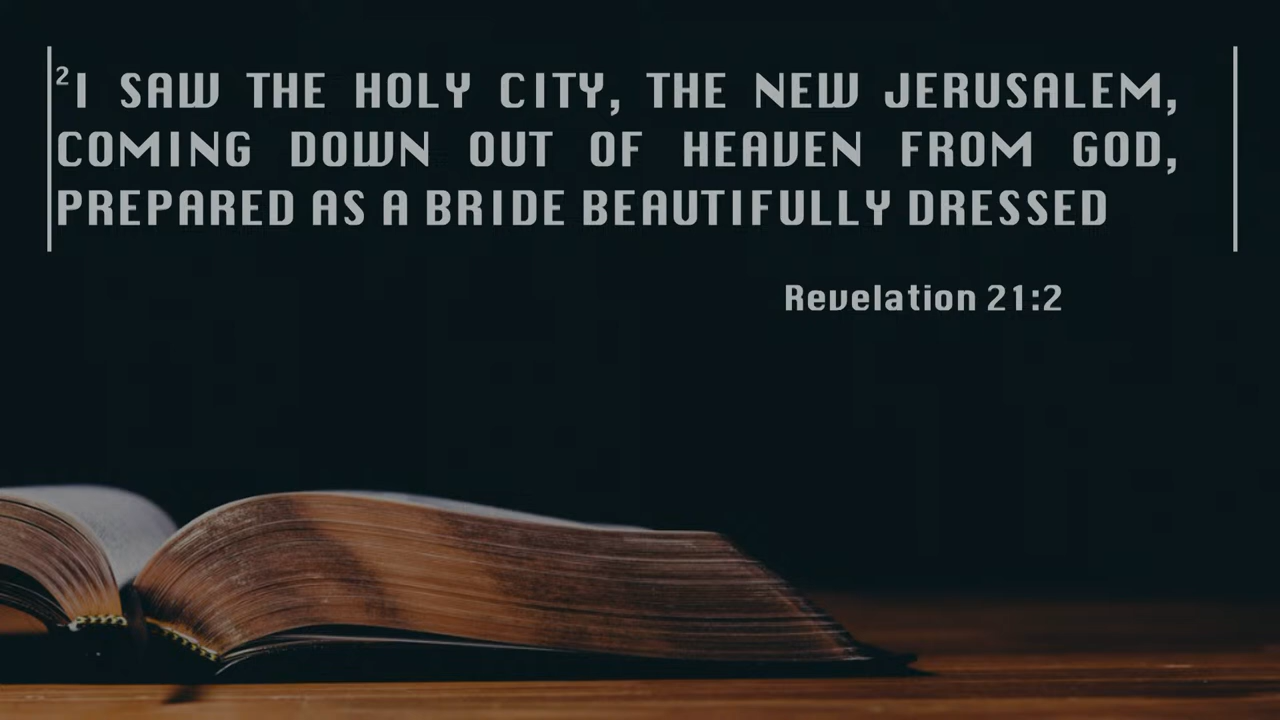 ²I SAW THE HOLY CITY, THE NEW JERUSALEM,
COMING DOWN OUT OF HEAVEN FROM GOD,
PREPARED AS A BRIDE BEAUTIFULLY DRESSED
Revelation 21:2